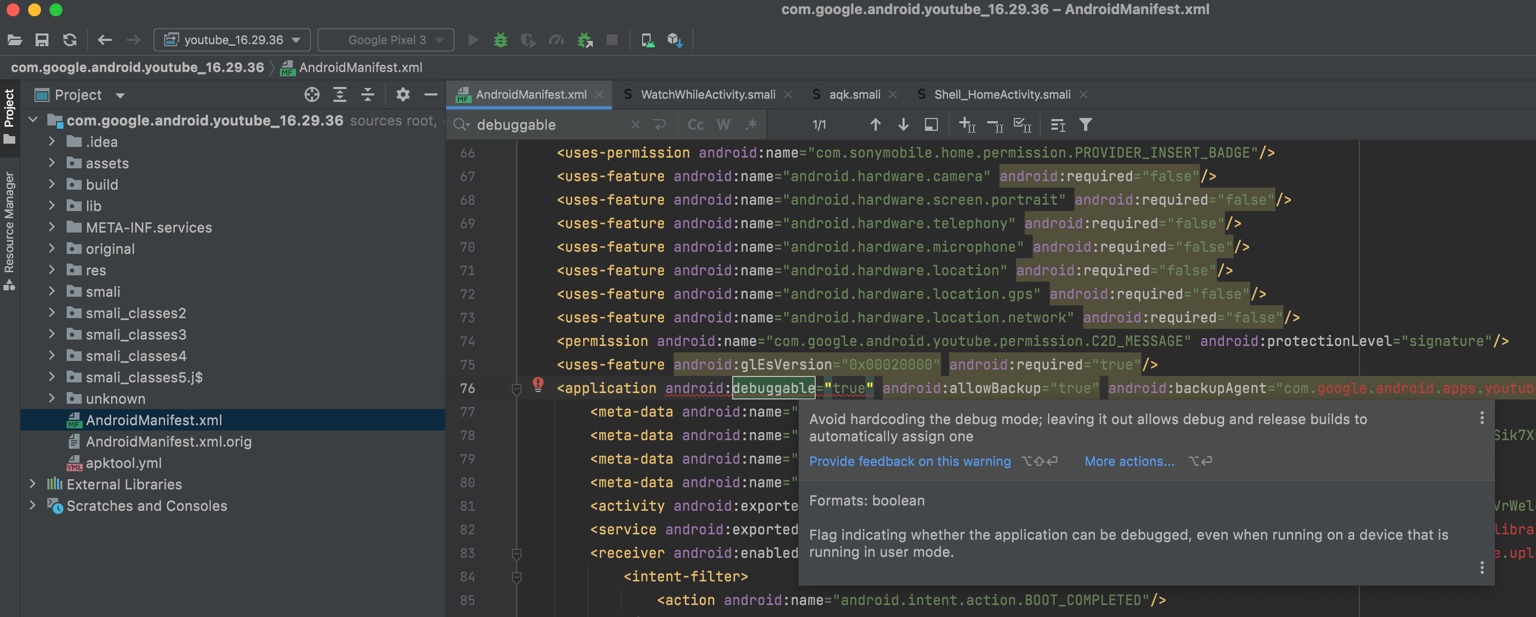 com.google.android.youtube_16.29.36 – AndroidManifest.xml
youtube_16.29.36 Google Pixel 3
com.google.android.youtube_16.29.36 AndroidManifest.xml
Project
Resource Manager
Project
com.google.android.youtube_16.29.36 sources root,
.idea
assets
build
lib
META-INF.services
original
res
smali
smali_classes2
smali_classes3
smali_classes4
smali_classes5.j$
unknown
AndroidManifest.xml
AndroidManifest.xml.orig
apktool.yml
External Libraries
Scratches and Consoles
AndroidManifest.xml WatchWhileActivity.smali aqk.smali Shell_HomeActivity.smali
debuggable Cc W .* 1/1
66 <uses-permission android:name="com.sonymobile.home.permission.PROVIDER_INSERT_BADGE"/>
67 <uses-feature android:name="android.hardware.camera" android:required="false"/>
68 <uses-feature android:name="android.hardware.screen.portrait" android:required="false"/>
69 <uses-feature android:name="android.hardware.telephony" android:required="false"/>
70 <uses-feature android:name="android.hardware.microphone" android:required="false"/>
71 <uses-feature android:name="android.hardware.location" android:required="false"/>
72 <uses-feature android:name="android.hardware.location.gps" android:required="false"/>
73 <uses-feature android:name="android.hardware.location.network" android:required="false"/>
74 <permission android:name="com.google.android.youtube.permission.C2D_MESSAGE" android:protectionLevel="signature"/>
75 <uses-feature android:glEsVersion="0x00020000" android:required="true"/>
76 <application android:debuggable="true" android:allowBackup="true" android:backupAgent="com.google.android.apps.youtub
77 <meta-data android:name="
78 <meta-data android:name=" Sik7X
79 <meta-data android:name="
80 <meta-data android:name="
81 <activity android:exporte VrWel
82 <service android:exported libra
83 <receiver android:enabled e.upl
84 <intent-filter>
85 <action android:name="android.intent.action.BOOT_COMPLETED"/>
Avoid hardcoding the debug mode; leaving it out allows debug and release builds to
automatically assign one
Provide feedback on this warning ⌥⇧⏎ More actions... ⌥⏎
Formats: boolean
Flag indicating whether the application can be debugged, even when running on a device that is
running in user mode.